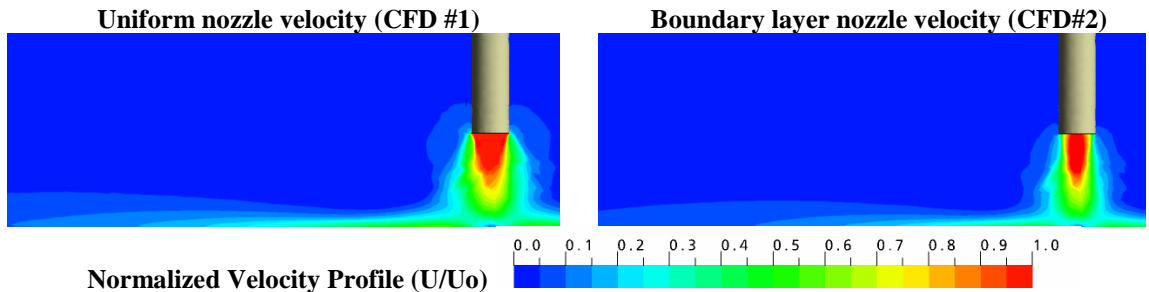 Uniform nozzle velocity (CFD #1)
Boundary layer nozzle velocity (CFD#2)
0.0 0.1 0.2 0.3 0.4 0.5 0.6 0.7 0.8 0.9 1.0
Normalized Velocity Profile (U/Uo)